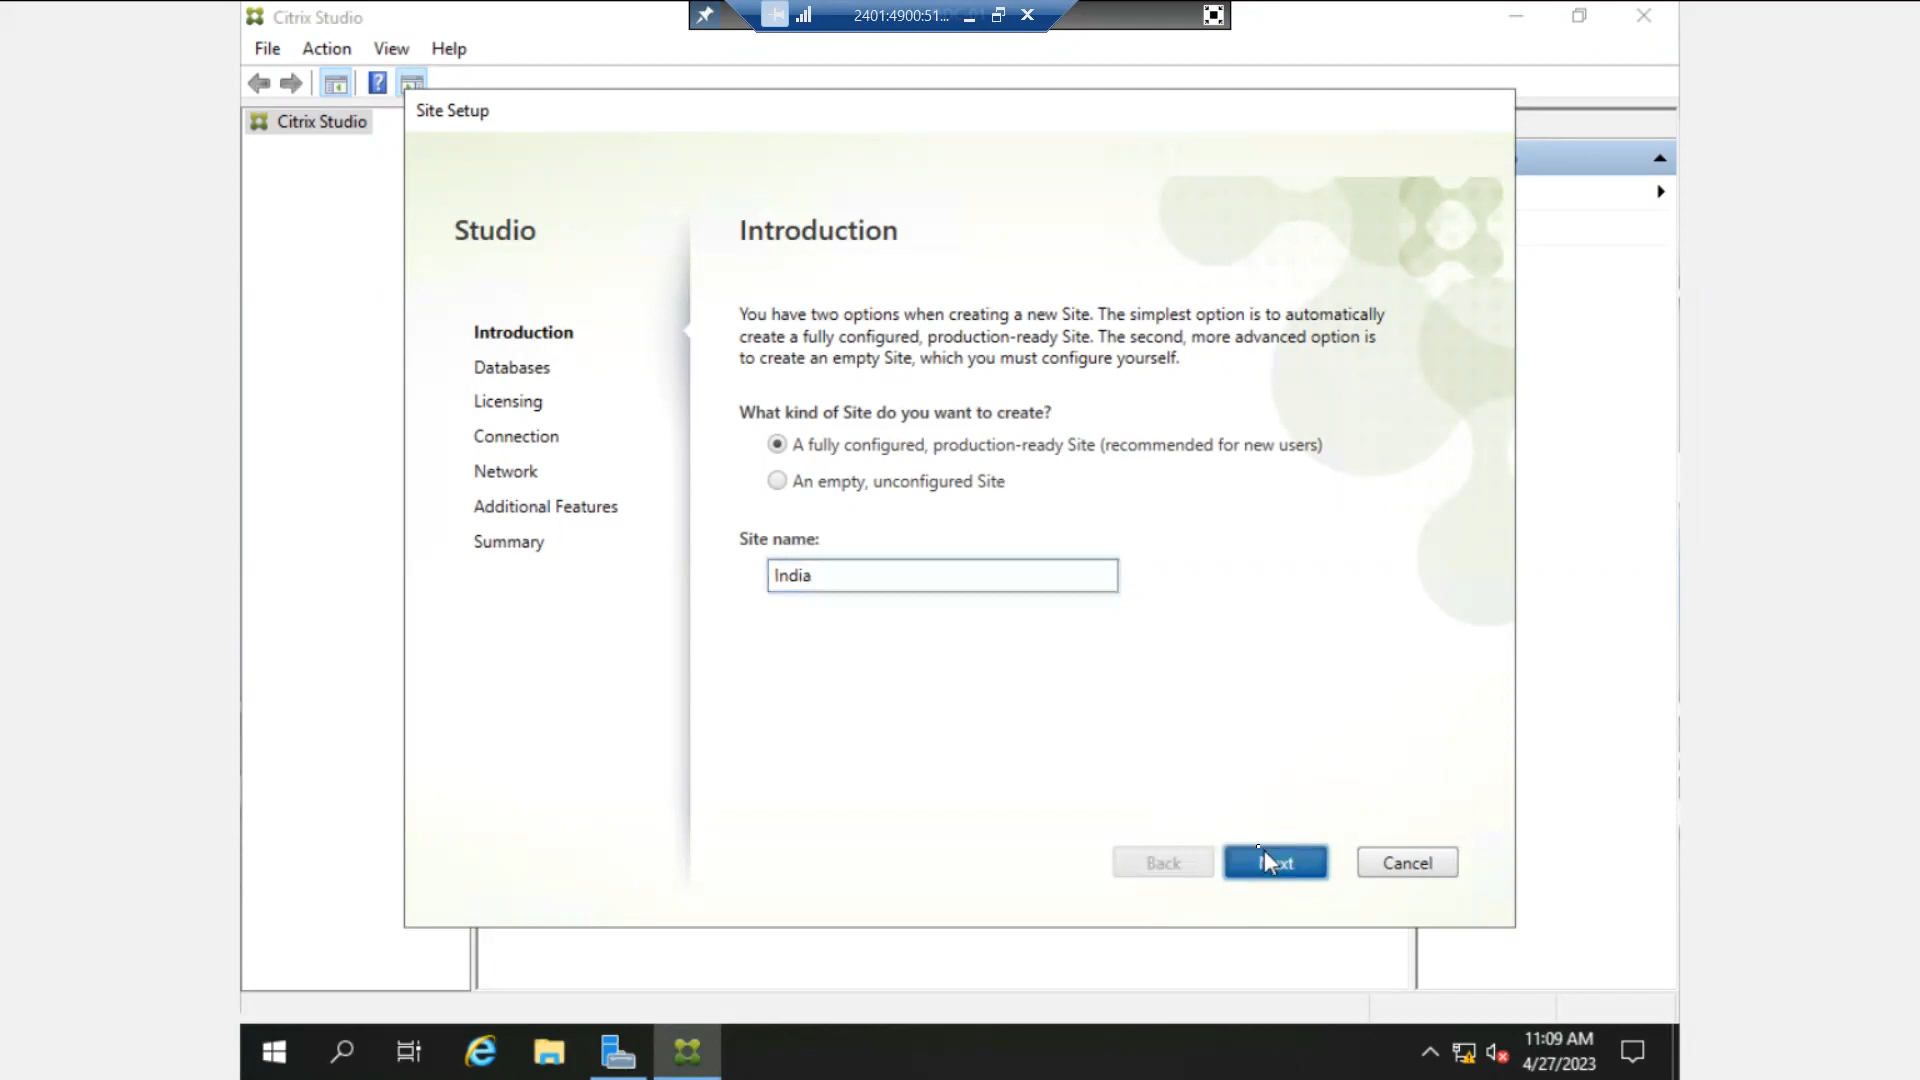 Citrix Studio
2401:4900:51...
File Action View Help
Citrix Studio
Site Setup
Studio
Introduction
Databases
Licensing
Connection
Network
Additional Features
Summary
Introduction
You have two options when creating a new Site. The simplest option is to automatically
create a fully configured, production-ready Site. The second, more advanced option is
to create an empty Site, which you must configure yourself.
What kind of Site do you want to create?
A fully configured, production-ready Site (recommended for new users)
An empty, unconfigured Site
Site name:
India
Back Next Cancel
11:09 AM
4/27/2023